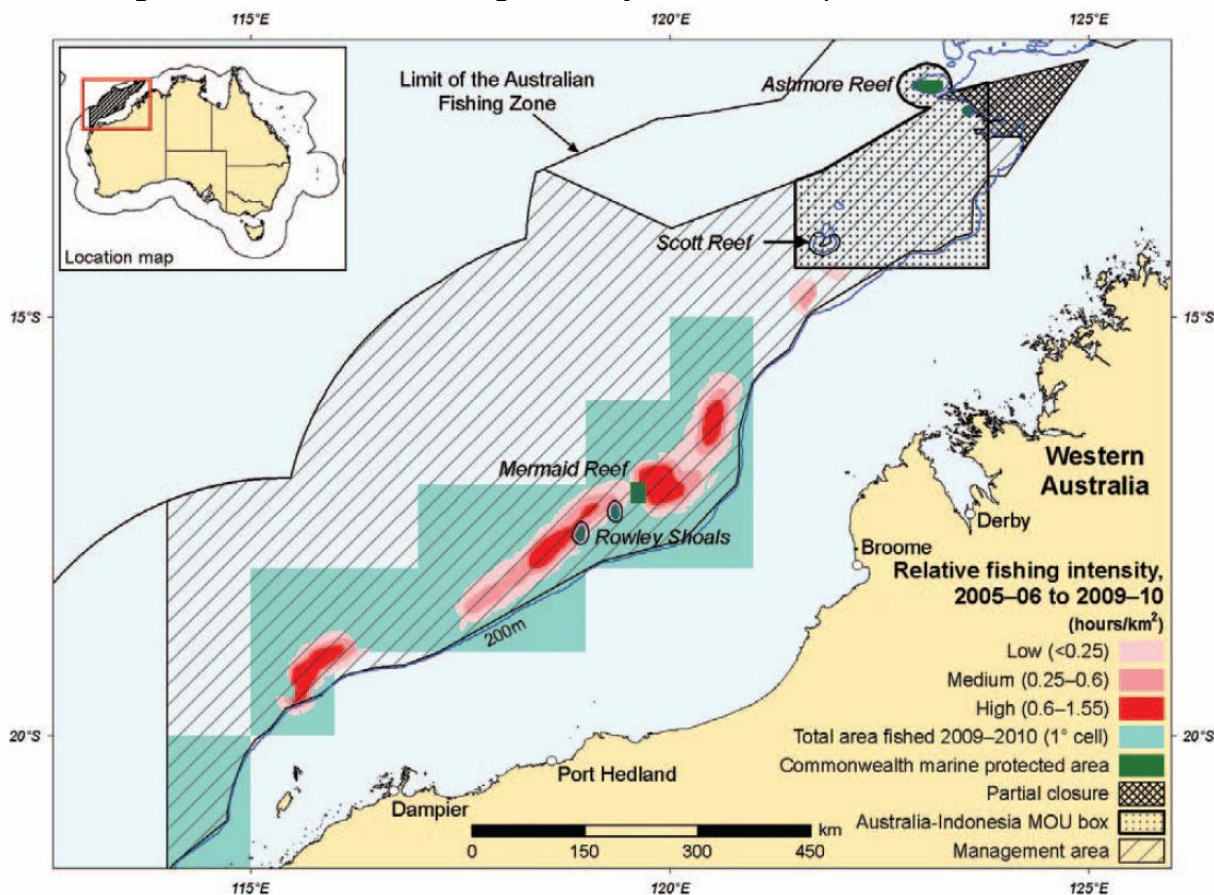 115°E
120°E
125°E
Limit of the Australian
Fishing Zone
Ashmore Reef
Location map
Scott Reef
15°S
15°S
Mermaid Reef
Rowley Shoals
200m
Western
Australia
Derby
Broome
Relative fishing intensity,
2005–06 to 2009–10
(hours/km²)
Low (<0.25)
Medium (0.25–0.6)
High (0.6–1.55)
20°S
Total area fished 2009–2010 (1° cell)
20°S
Commonwealth marine protected area
Port Hedland
Partial closure
Dampier
km
Australia-Indonesia MOU box
0
150
300
450
Management area
115°E
120°E
125°E